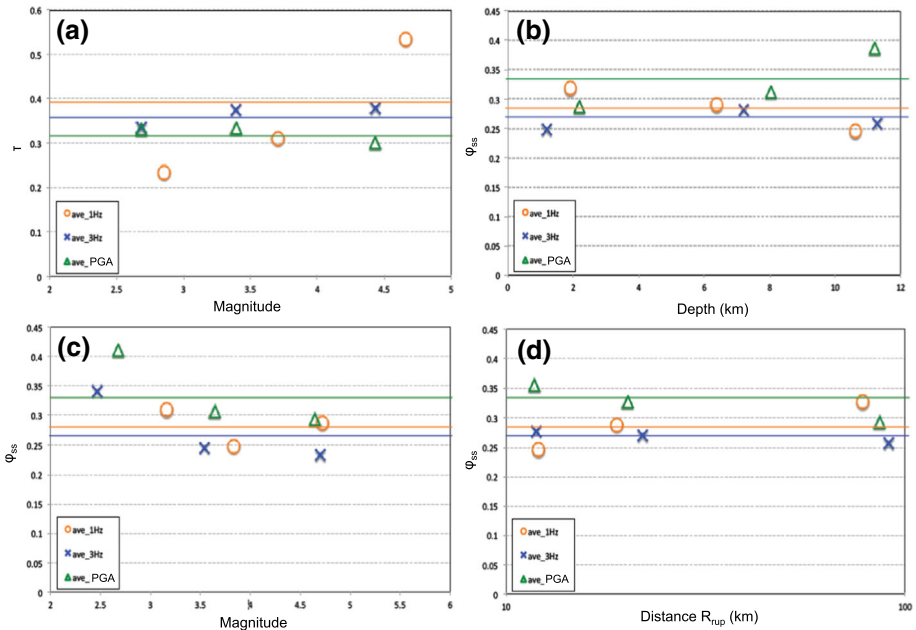 (a)
0.6
0.5
0.4
0.3
0.2
0.1
0
τ
ave_1Hz
ave_3Hz
ave_PGA
2 2.5 3 3.5 4 4.5 5
Magnitude
(b)
0.45
0.4
0.35
0.3
0.25
0.2
0.15
0.1
0.05
0
φss
ave_1Hz
ave_3Hz
ave_PGA
0 2 4 6 8 10 12
Depth (km)
(c)
0.45
0.4
0.35
0.3
0.25
0.2
0.15
0.1
0.05
0
φss
ave_1Hz
ave_3Hz
ave_PGA
2 2.5 3 3.5 4 4.5 5 5.5 6
Magnitude
(d)
0.45
0.4
0.35
0.3
0.25
0.2
0.15
0.1
0.05
0
φss
ave_1Hz
ave_3Hz
ave_PGA
10 100
Distance Rrup (km)